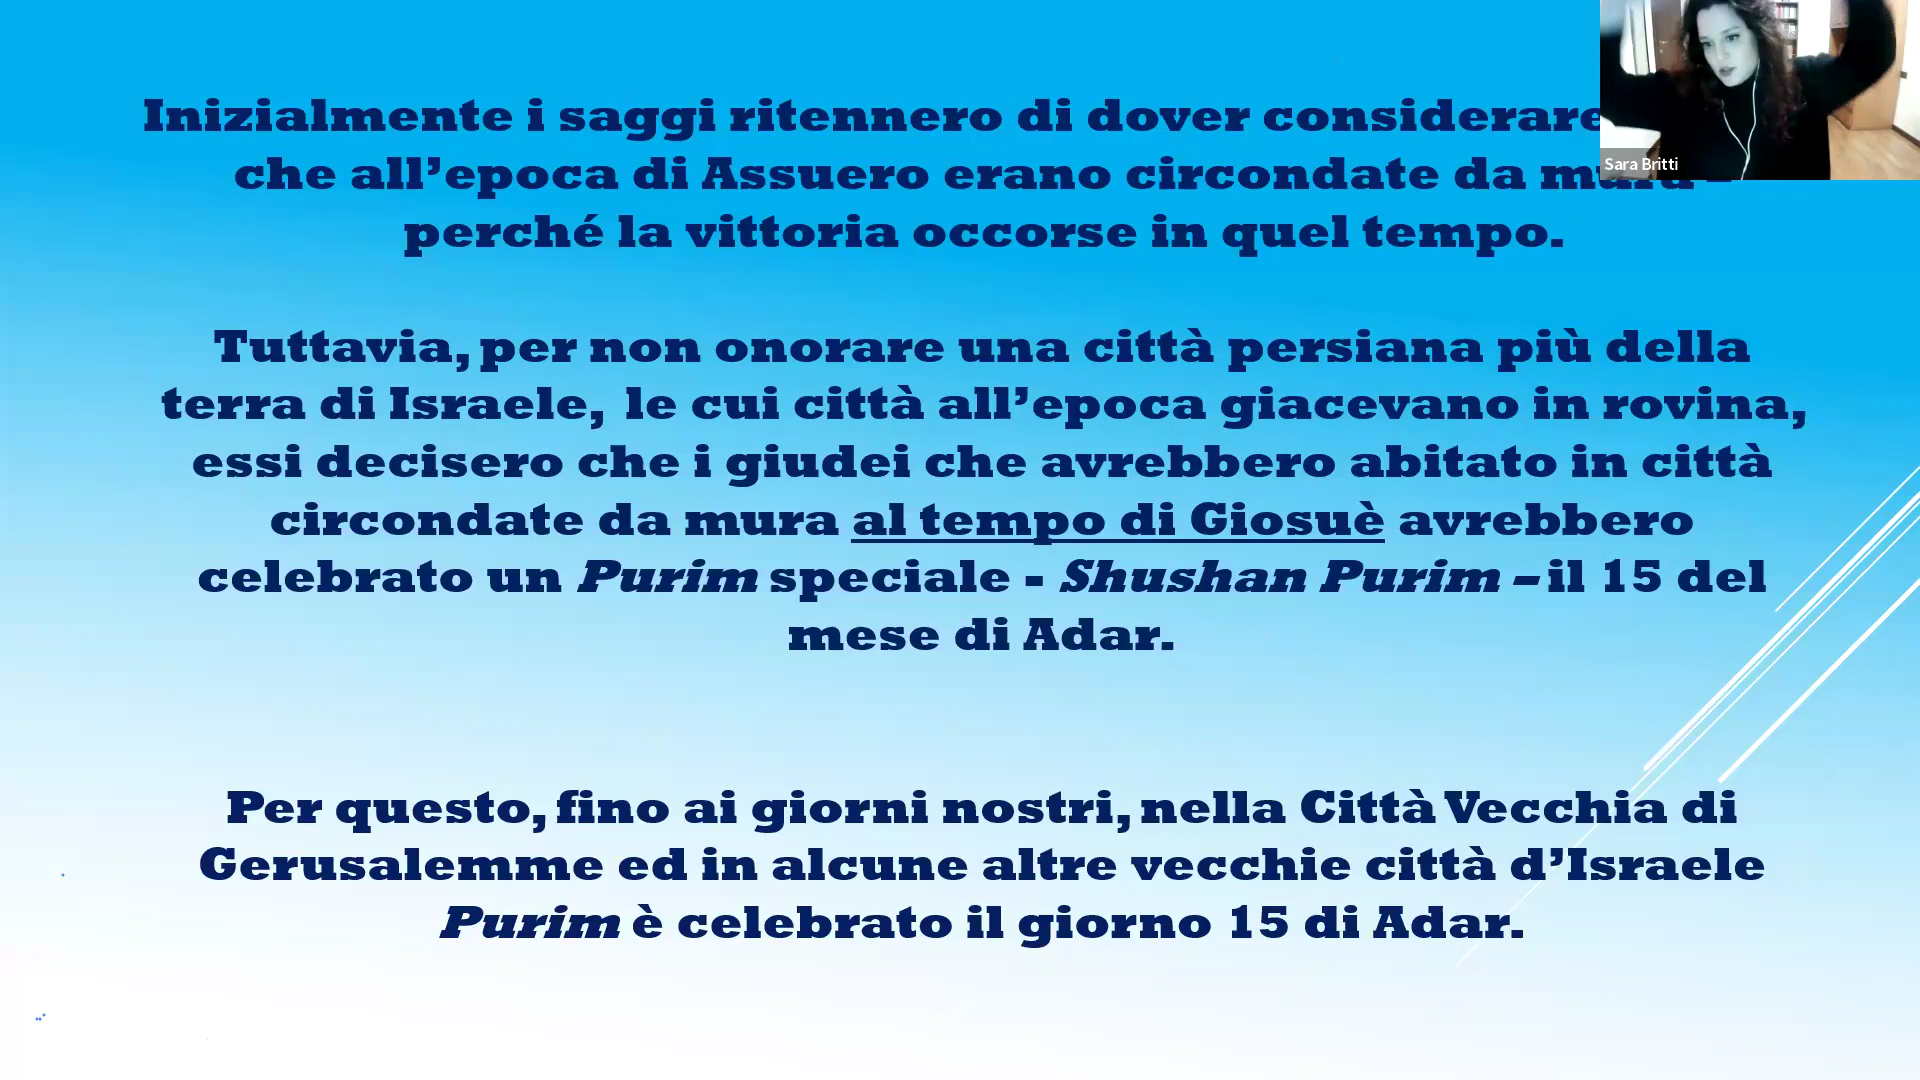 Inizialmente i saggi ritennero di dover considerare
che all’epoca di Assuero erano circondate da mura –
perché la vittoria occorse in quel tempo.
Tuttavia, per non onorare una città persiana più della
terra di Israele, le cui città all’epoca giacevano in rovina,
essi decisero che i giudei che avrebbero abitato in città
circondate da mura al tempo di Giosuè avrebbero
celebrato un Purim speciale - Shushan Purim – il 15 del
mese di Adar.
Per questo, fino ai giorni nostri, nella Città Vecchia di
Gerusalemme ed in alcune altre vecchie città d’Israele
Purim è celebrato il giorno 15 di Adar.
Sara Britti